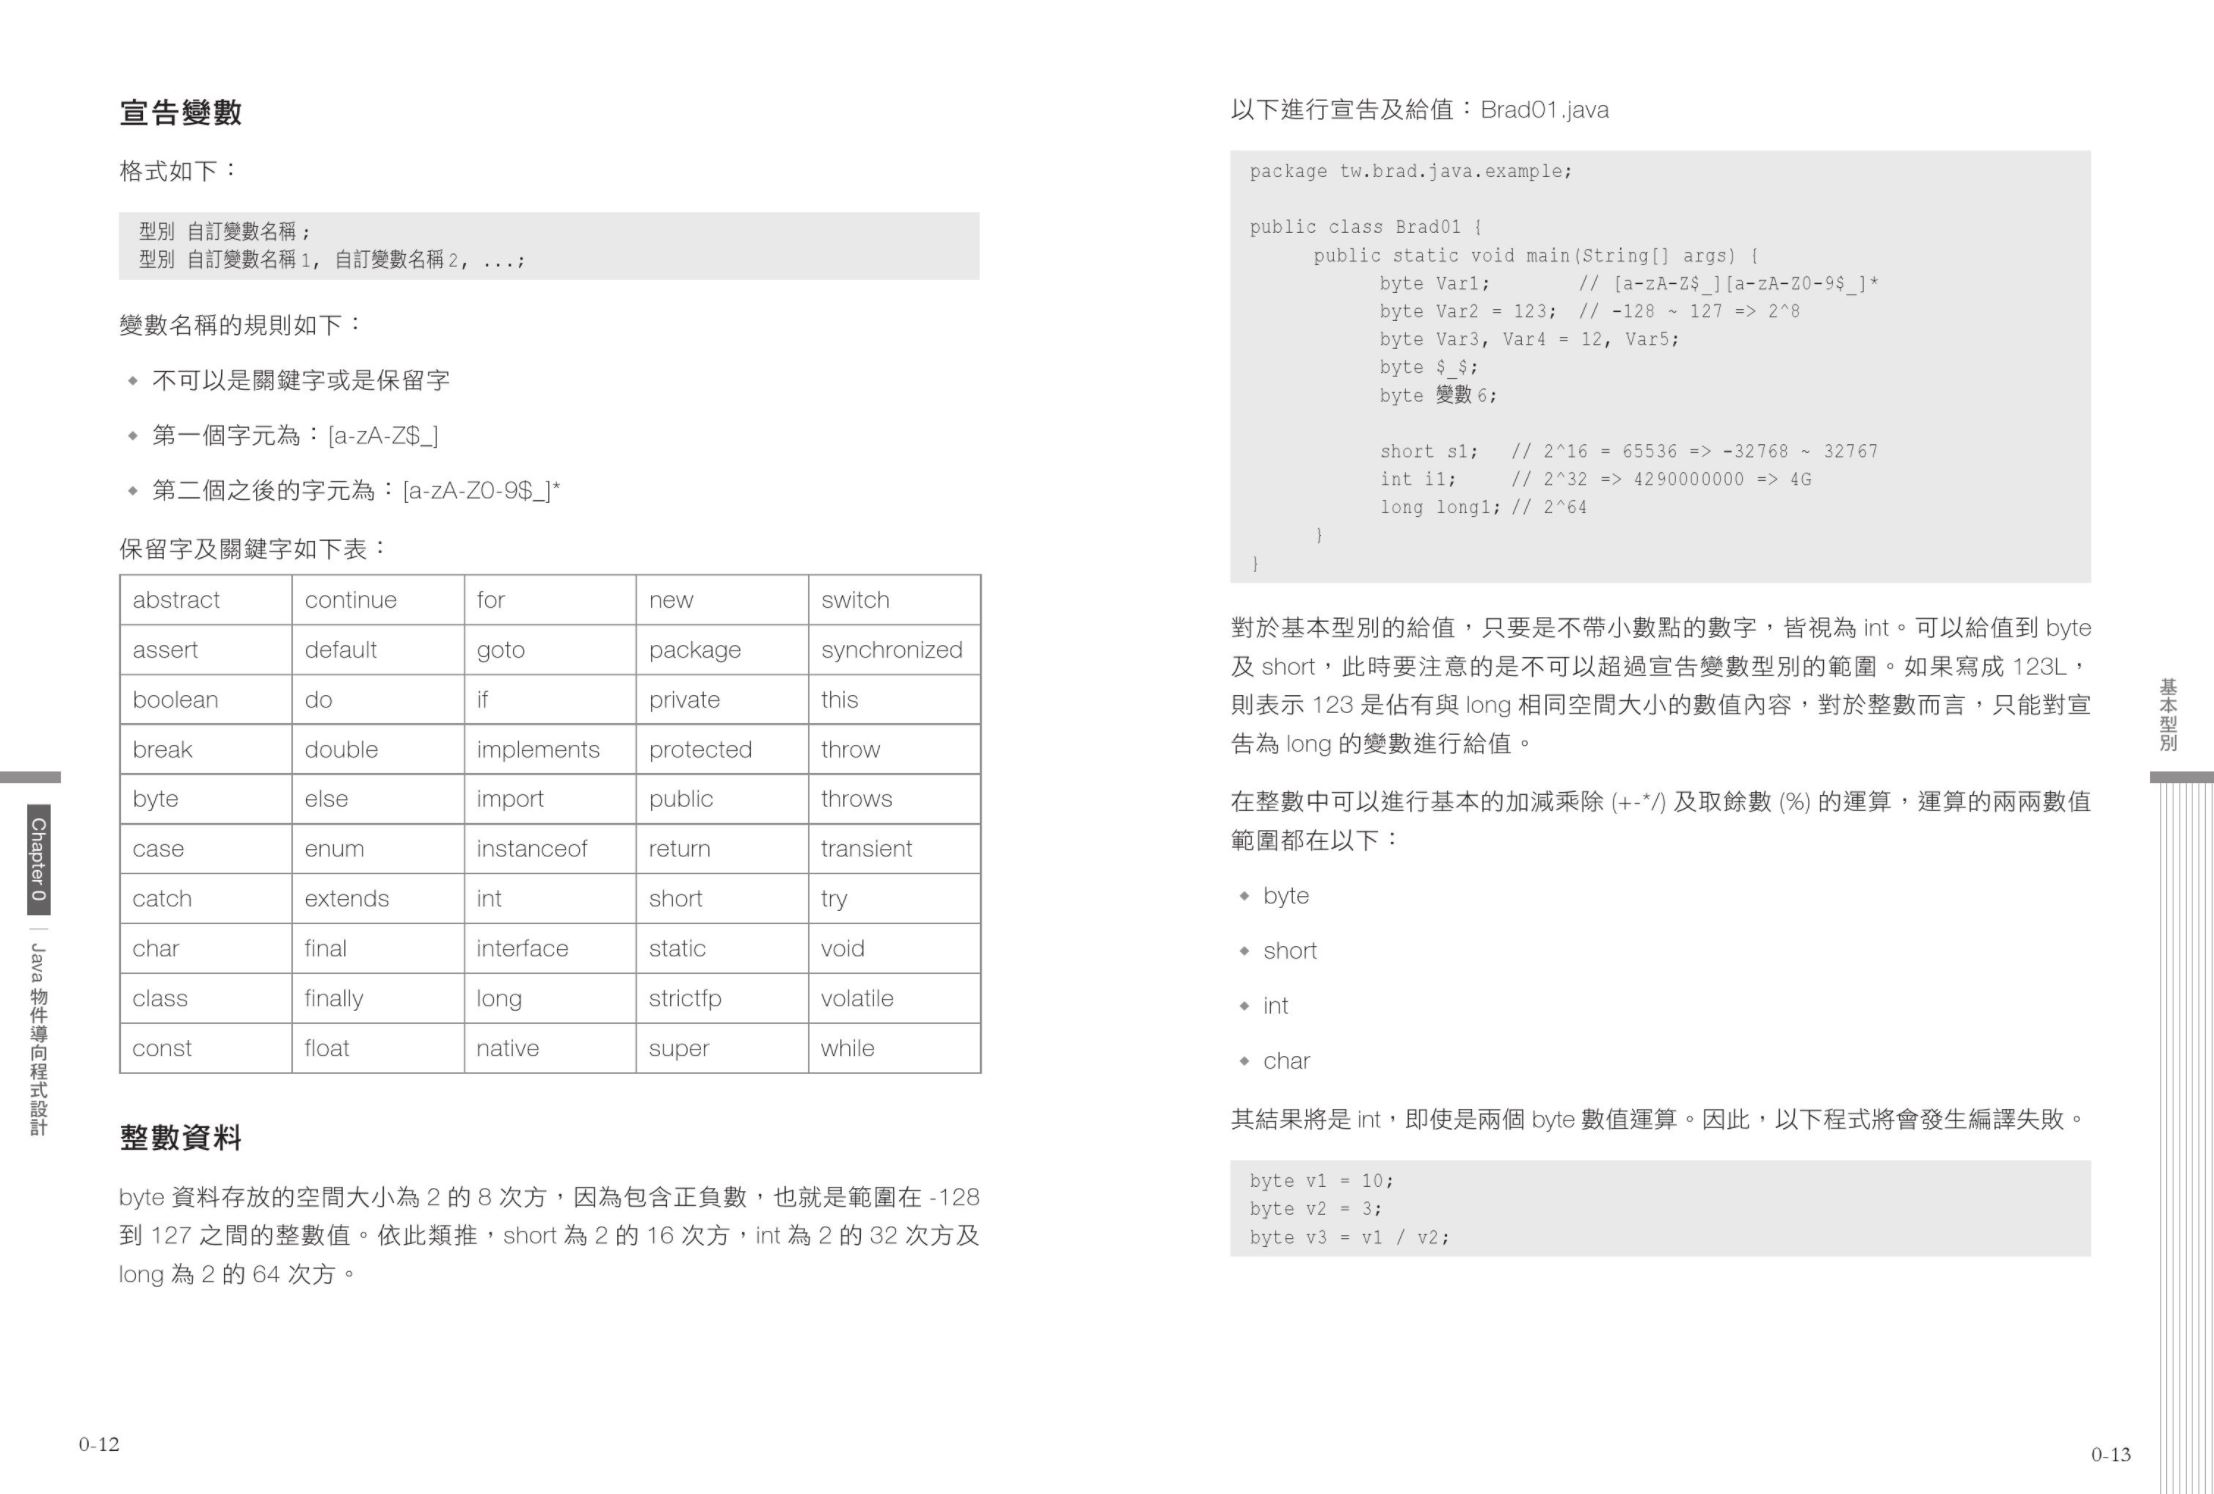 宣告變數
格式如下：
型別 自訂變數名稱;
型別 自訂變數名稱1, 自訂變數名稱2, ...;
變數名稱的規則如下：
◆ 不可以是關鍵字或是保留字
◆ 第一個字元為：[a-zA-Z$_]
◆ 第二個之後的字元為：[a-zA-Z0-9$_]*
保留字及關鍵字如下表：
abstract continue for new switch
assert default goto package synchronized
boolean do if private this
break double implements protected throw
byte else import public throws
case enum instanceof return transient
catch extends int short try
char final interface static void
class finally long strictfp volatile
const float native super while
整數資料
byte 資料存放的空間大小為 2 的 8 次方，因為包含正負數，也就是範圍在 -128
到 127 之間的整數值。依此類推，short 為 2 的 16 次方，int 為 2 的 32 次方及
long 為 2 的 64 次方。
Chapter 0
Java 物件導向程式設計
0-12
以下進行宣告及給值：Brad01.java
package tw.brad.java.example;
public class Brad01 {
public static void main(String[] args) {
byte Var1; // [a-zA-Z$_][a-zA-Z0-9$_]*
byte Var2 = 123; // -128 ~ 127 => 2^8
byte Var3, Var4 = 12, Var5;
byte $_$;
byte 變數6;
short s1; // 2^16 = 65536 => -32768 ~ 32767
int i1; // 2^32 => 4290000000 => 4G
long long1; // 2^64
}
}
對於基本型別的給值，只要是不帶小數點的數字，皆視為 int。可以給值到 byte
及 short，此時要注意的是不可以超過宣告變數型別的範圍。如果寫成 123L，
則表示 123 是佔有與 long 相同空間大小的數值內容，對於整數而言，只能對宣
告為 long 的變數進行給值。
在整數中可以進行基本的加減乘除 (+-*/) 及取餘數 (%) 的運算，運算的兩兩數值
範圍都在以下：
◆ byte
◆ short
◆ int
◆ char
其結果將是 int，即使是兩個 byte 數值運算。因此，以下程式將會發生編譯失敗。
byte v1 = 10;
byte v2 = 3;
byte v3 = v1 / v2;
基本型別
0-13